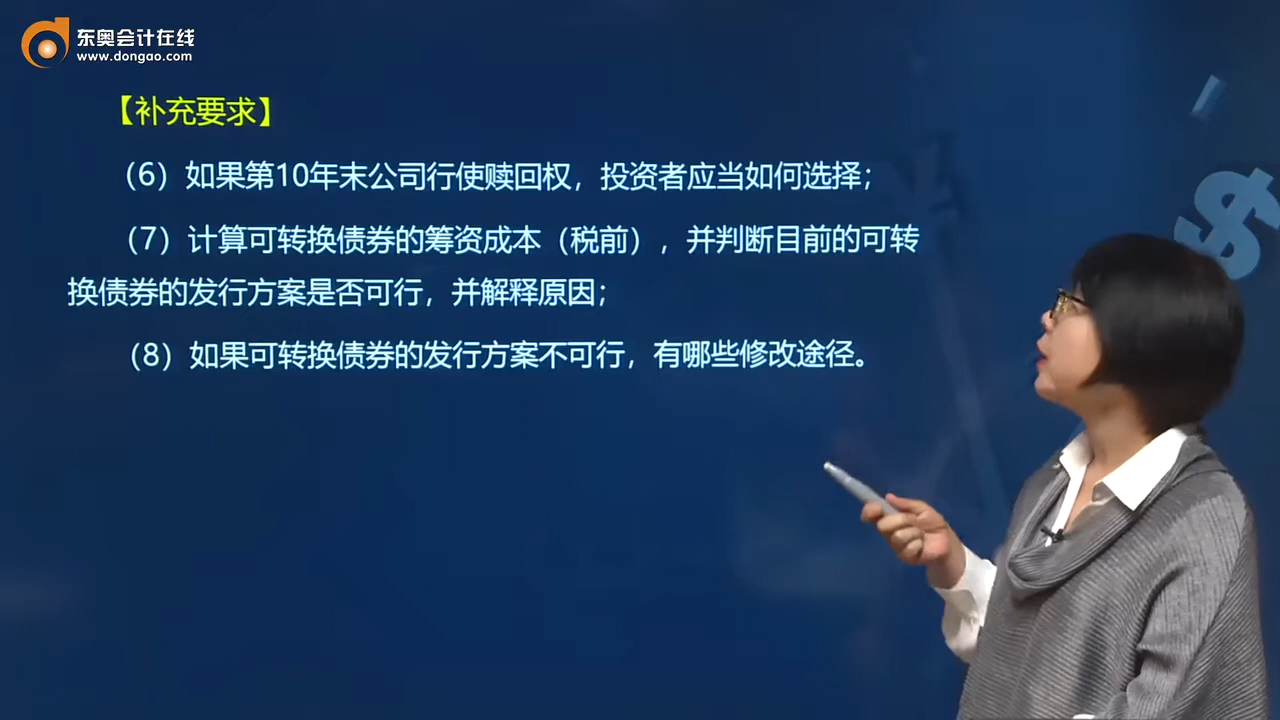 东奥会计在线
www.dongao.com
【补充要求】
（6）如果第10年末公司行使赎回权，投资者应当如何选择；
（7）计算可转换债券的筹资成本（税前），并判断目前的可转
换债券的发行方案是否可行，并解释原因；
（8）如果可转换债券的发行方案不可行，有哪些修改途径。